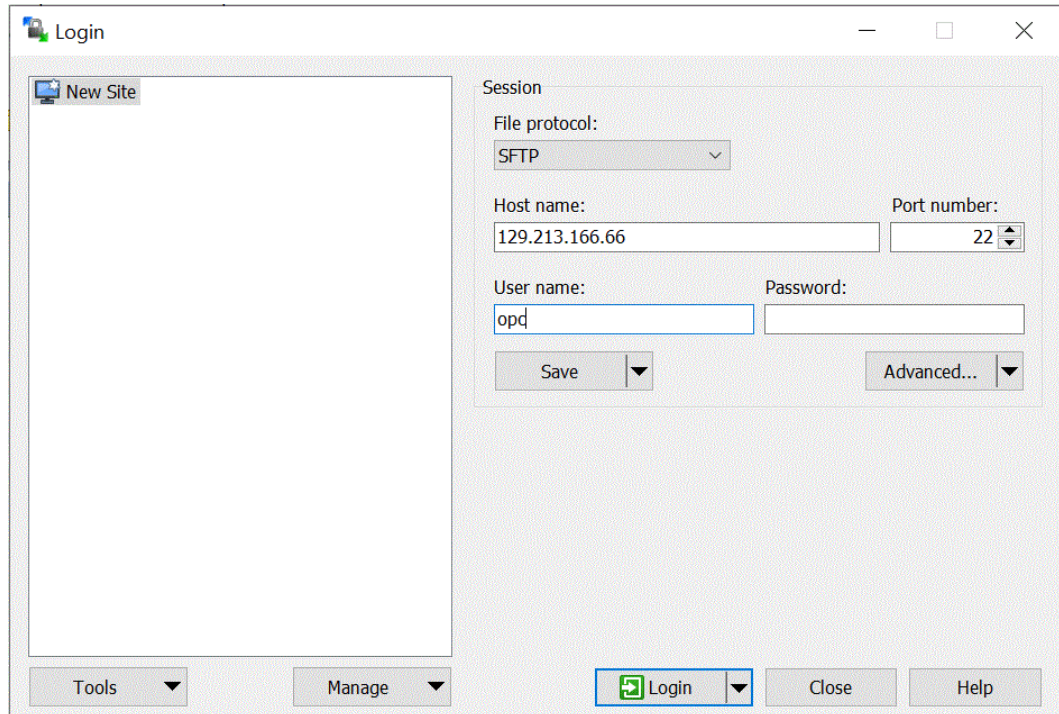 Login
New Site
Session
File protocol:
SFTP
Host name:
Port number:
129.213.166.66
22
User name:
Password:
opc
Save
Advanced...
Tools
Manage
Login
Close
Help